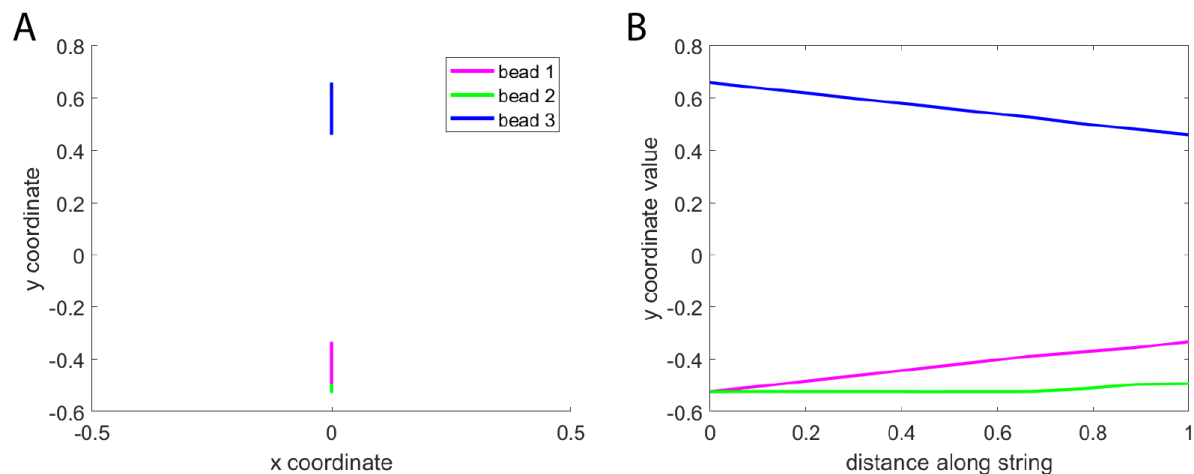 A
0.8
0.6
0.4
0.2
0
-0.2
-0.4
-0.6
-0.5
0
0.5
x coordinate
y coordinate
bead 1
bead 2
bead 3
B
0.8
0.6
0.4
0.2
0
-0.2
-0.4
-0.6
0
0.2
0.4
0.6
0.8
1
distance along string
y coordinate value